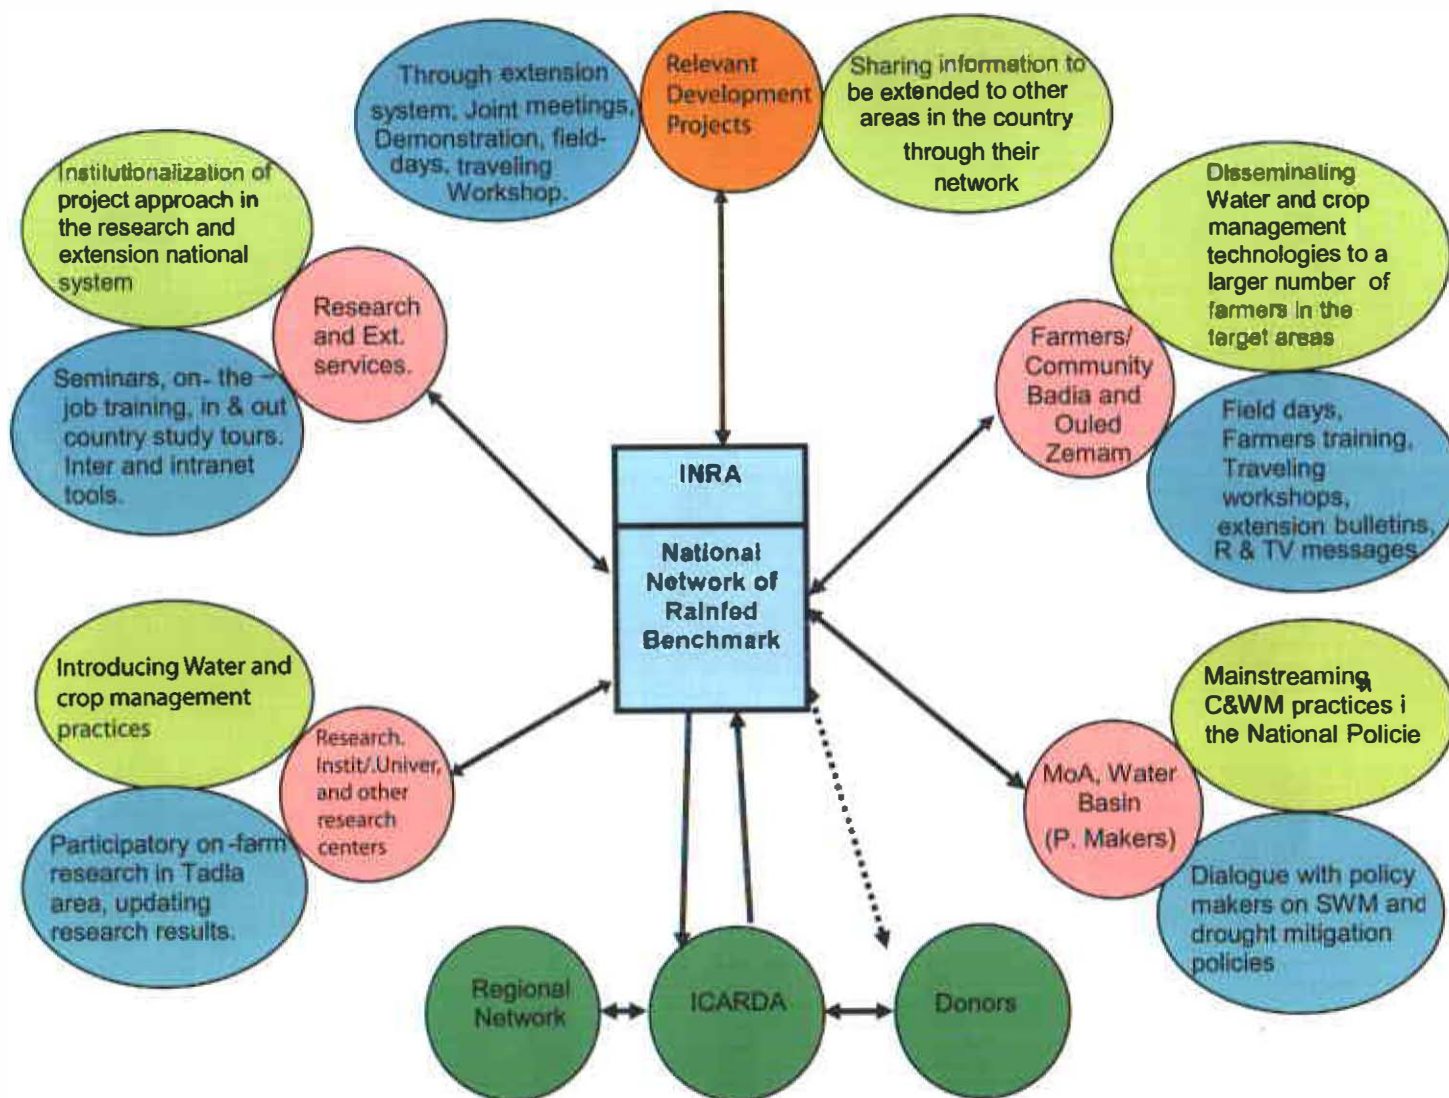 Through extension
system; Joint meetings,
Demonstration, field-
days, traveling
Workshop.
Relevant
Development
Projects
Sharing information to
be extended to other
areas in the country
through their
network
Institutionalization of
project approach in
the research and
extension national
system
Research
and Ext.
services.
Seminars, on- the –
job training, in & out
country study tours.
Inter and intranet
tools.
Disseminating
Water and crop
management
technologies to a
larger number of
farmers in the
target areas
Farmers/
Community
Badia and
Ouled
Zemam
Field days,
Farmers training,
Traveling
workshops,
extension bulletins,
R & TV messages
INRA
National
Network of
Rainfed
Benchmark
Introducing Water and
crop management
practices
Research.
Instit/.Univer,
and other
research
centers
Participatory on -farm
research in Tadla
area, updating
research results.
Mainstreaming
C&WM practices i
the National Policie
MoA, Water
Basin
(P. Makers)
Dialogue with policy
makers on SWM and
drought mitigation
policies
Regional
Network
ICARDA
Donors